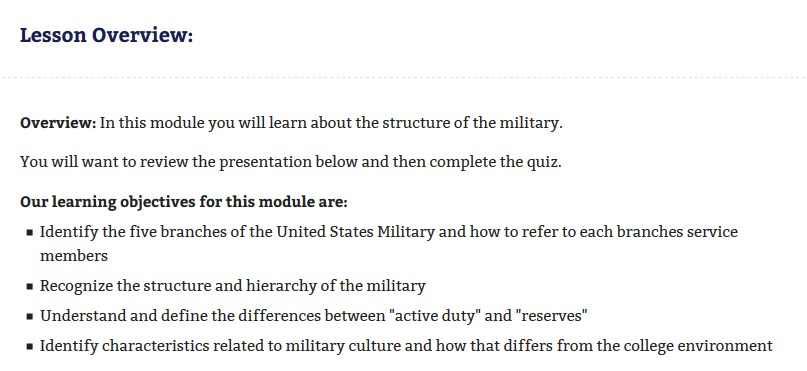 Lesson Overview:
Overview: In this module you will learn about the structure of the military.
You will want to review the presentation below and then complete the quiz.
Our learning objectives for this module are:
▪ Identify the five branches of the United States Military and how to refer to each branches service
members
▪ Recognize the structure and hierarchy of the military
▪ Understand and define the differences between "active duty" and "reserves"
▪ Identify characteristics related to military culture and how that differs from the college environment